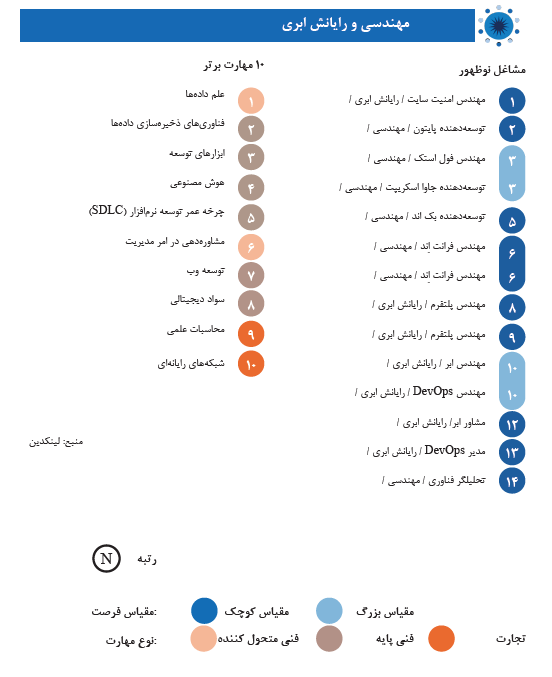 مهندسی و رایانش ابری
مشاغل نوظهور
۱ مهندس امنیت سایت / رایانش ابری /
۲ توسعه‌دهنده پایتون / مهندسی /
۳ مهندس فول استک / مهندسی /
۳ توسعه‌دهنده جاوا اسکریپت / مهندسی /
۵ توسعه‌دهنده بک اند / مهندسی /
۶ مهندس فرانت اِند / مهندسی /
۶ مهندس فرانت اِند / مهندسی /
۸ مهندس پلتفرم / رایانش ابری /
۹ مهندس پلتفرم / رایانش ابری /
۱۰ مهندس ابر / رایانش ابری /
۱۰ مهندس DevOps / رایانش ابری /
۱۲ مشاور ابر/ رایانش ابری /
۱۳ مدیر DevOps / رایانش ابری /
۱۴ تحلیلگر فناوری / مهندسی /
۱۰ مهارت برتر
۱ علم داده‌ها
۲ فناوری‌های ذخیره‌سازی داده‌ها
۳ ابزارهای توسعه
۴ هوش مصنوعی
۵ چرخه عمر توسعه نرم‌افزار (SDLC)
۶ مشاوره‌دهی در امر مدیریت
۷ توسعه وب
۸ سواد دیجیتالی
۹ محاسبات علمی
۱۰ شبکه‌های رایانه‌ای
منبع: لینکدین
رتبه N
مقیاس فرصت: مقیاس کوچک مقیاس بزرگ
نوع مهارت: فنی متحول کننده فنی پایه تجارت